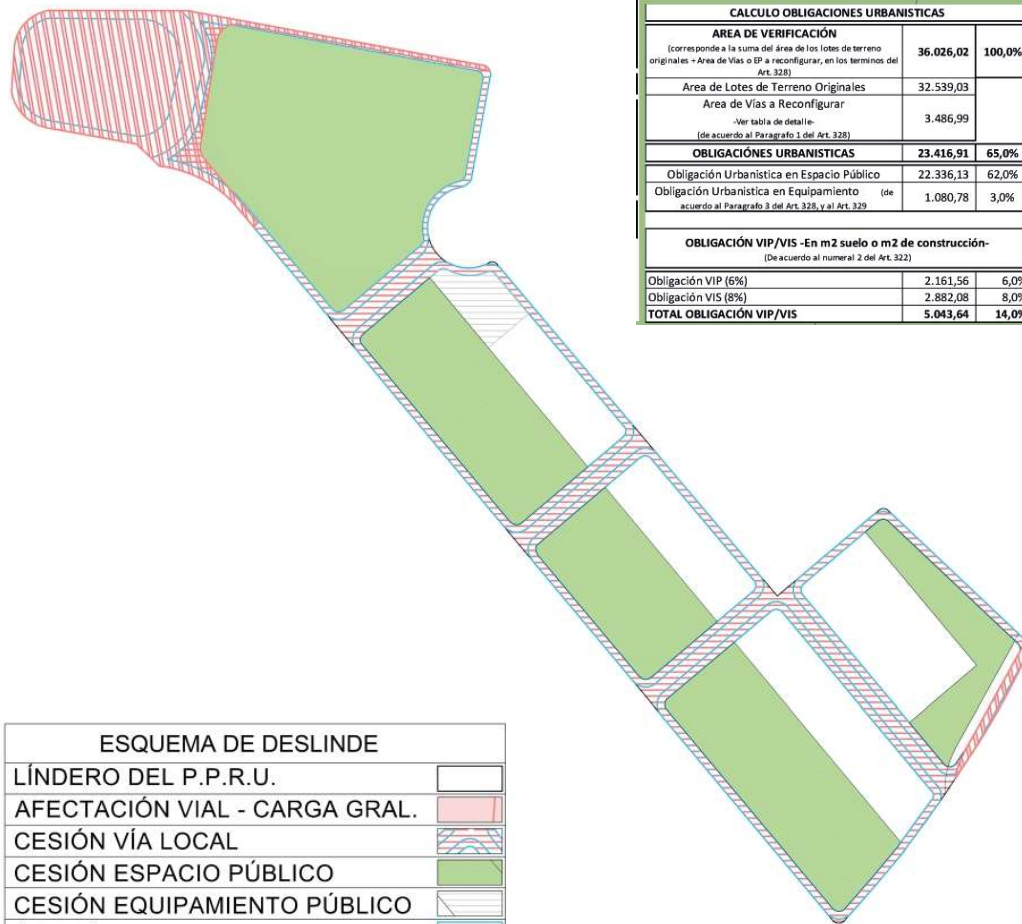 CALCULO OBLIGACIONES URBANISTICAS
AREA DE VERIFICACIÓN
(corresponde a la suma del área de los lotes de terreno
originales + Area de Vías o EP a reconfigurar, en los terminos del
Art. 328)
36.026,02 100,0%
Area de Lotes de Terreno Originales 32.539,03
Area de Vías a Reconfigurar
-Ver tabla de detalle-
(de acuerdo al Paragrafo 1 del Art. 328)
3.486,99
OBLIGACIÓNES URBANISTICAS 23.416,91 65,0%
Obligación Urbanistica en Espacio Público 22.336,13 62,0%
Obligación Urbanistica en Equipamiento (de
acuerdo al Paragrafo 3 del Art. 328, y al Art. 329
1.080,78 3,0%
OBLIGACIÓN VIP/VIS -En m2 suelo o m2 de construcción-
(De acuerdo al numeral 2 del Art. 322)
Obligación VIP (6%) 2.161,56 6,0%
Obligación VIS (8%) 2.882,08 8,0%
TOTAL OBLIGACIÓN VIP/VIS 5.043,64 14,0%
ESQUEMA DE DESLINDE
LÍNDERO DEL P.P.R.U.
AFECTACIÓN VIAL - CARGA GRAL.
CESIÓN VÍA LOCAL
CESIÓN ESPACIO PÚBLICO
CESIÓN EQUIPAMIENTO PÚBLICO